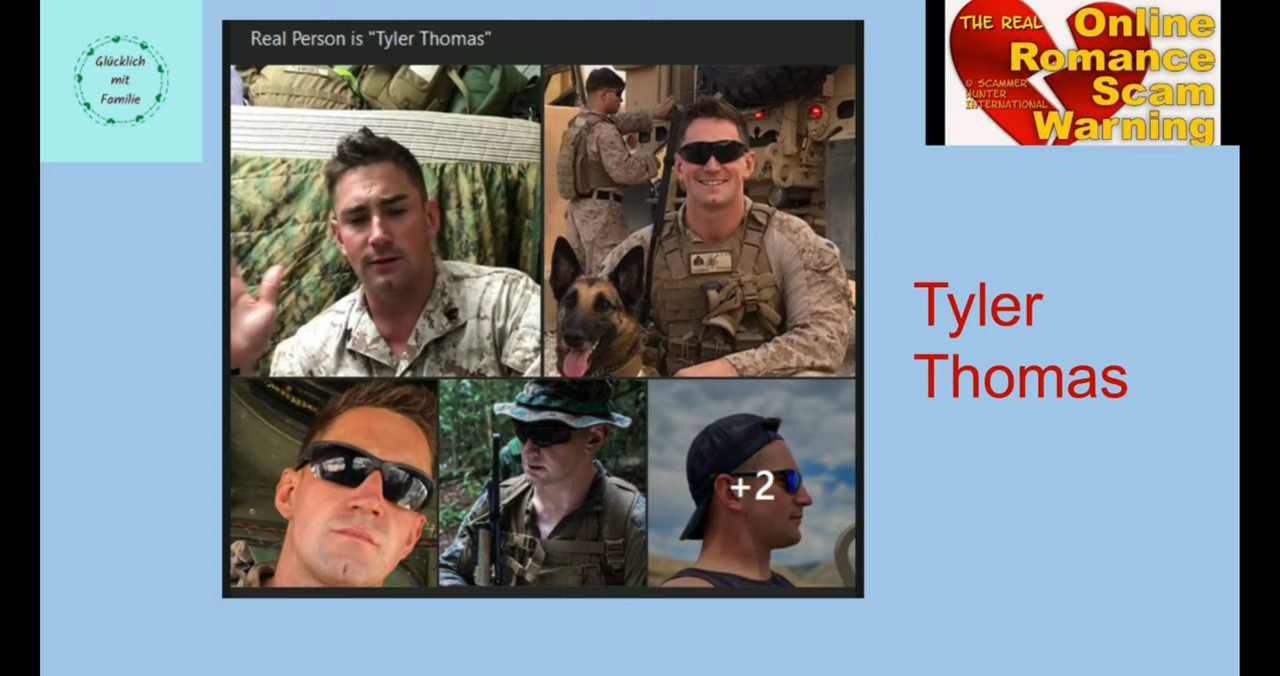 Glücklich
mit
Familie
Real Person is "Tyler Thomas"
+2
THE REAL
Online
Romance
Scam
Warning
© SCAMMER
HUNTER
INTERNATIONAL
Tyler
Thomas